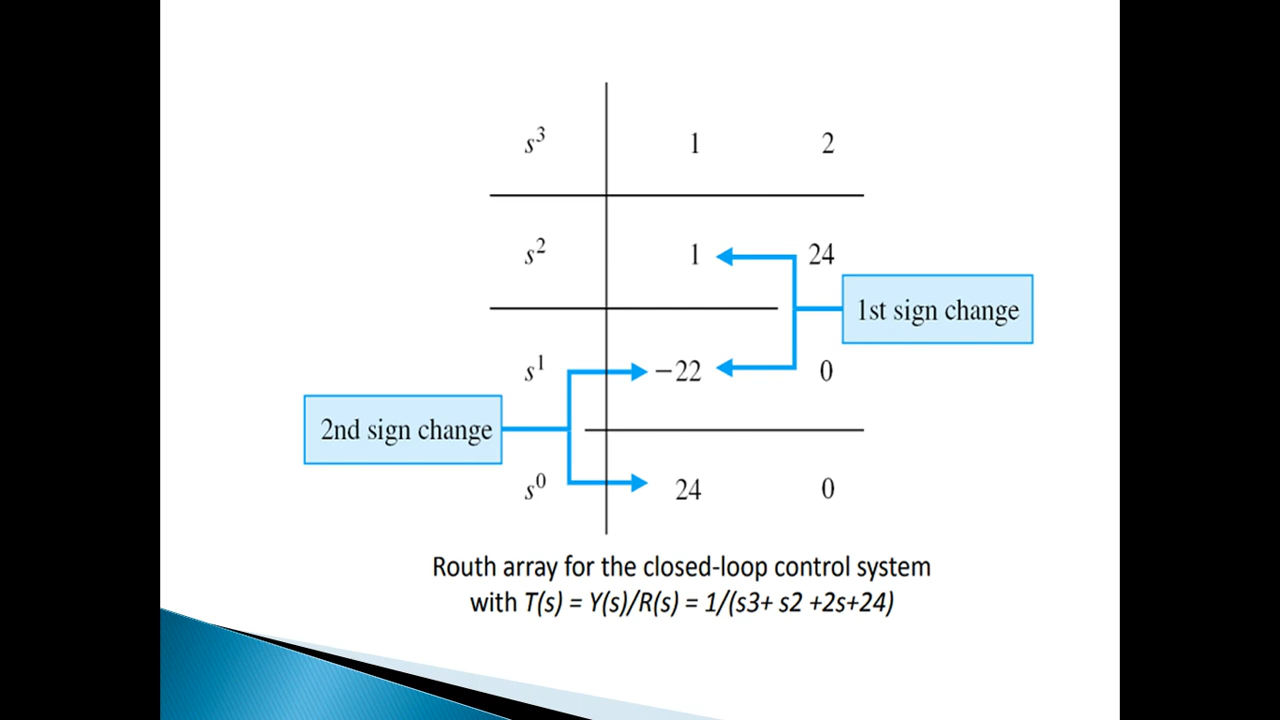 s³ 1 2
s² 1 24
1st sign change
s¹ −22 0
2nd sign change
s⁰ 24 0
Routh array for the closed-loop control system
with T(s) = Y(s)/R(s) = 1/(s3+ s2 +2s+24)